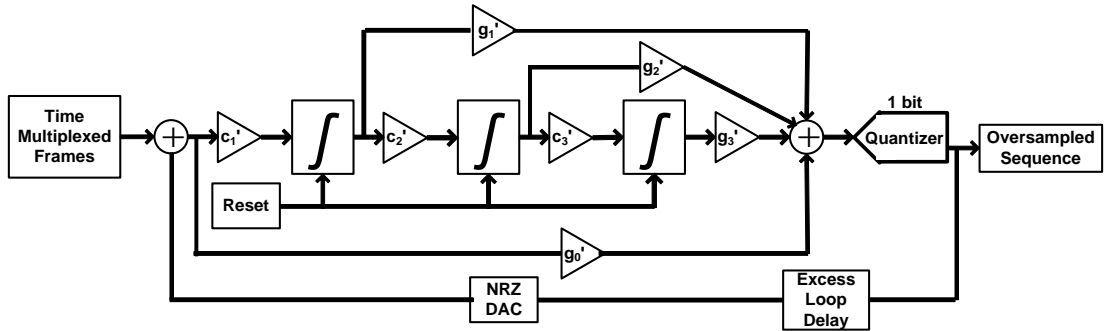 g₁'
g₂'
1 bit
Time
Multiplexed
Frames
+
c₁'
∫
c₂'
∫
c₃'
∫
g₃'
+
Quantizer
Oversampled
Sequence
Reset
g₀'
NRZ
DAC
Excess
Loop
Delay